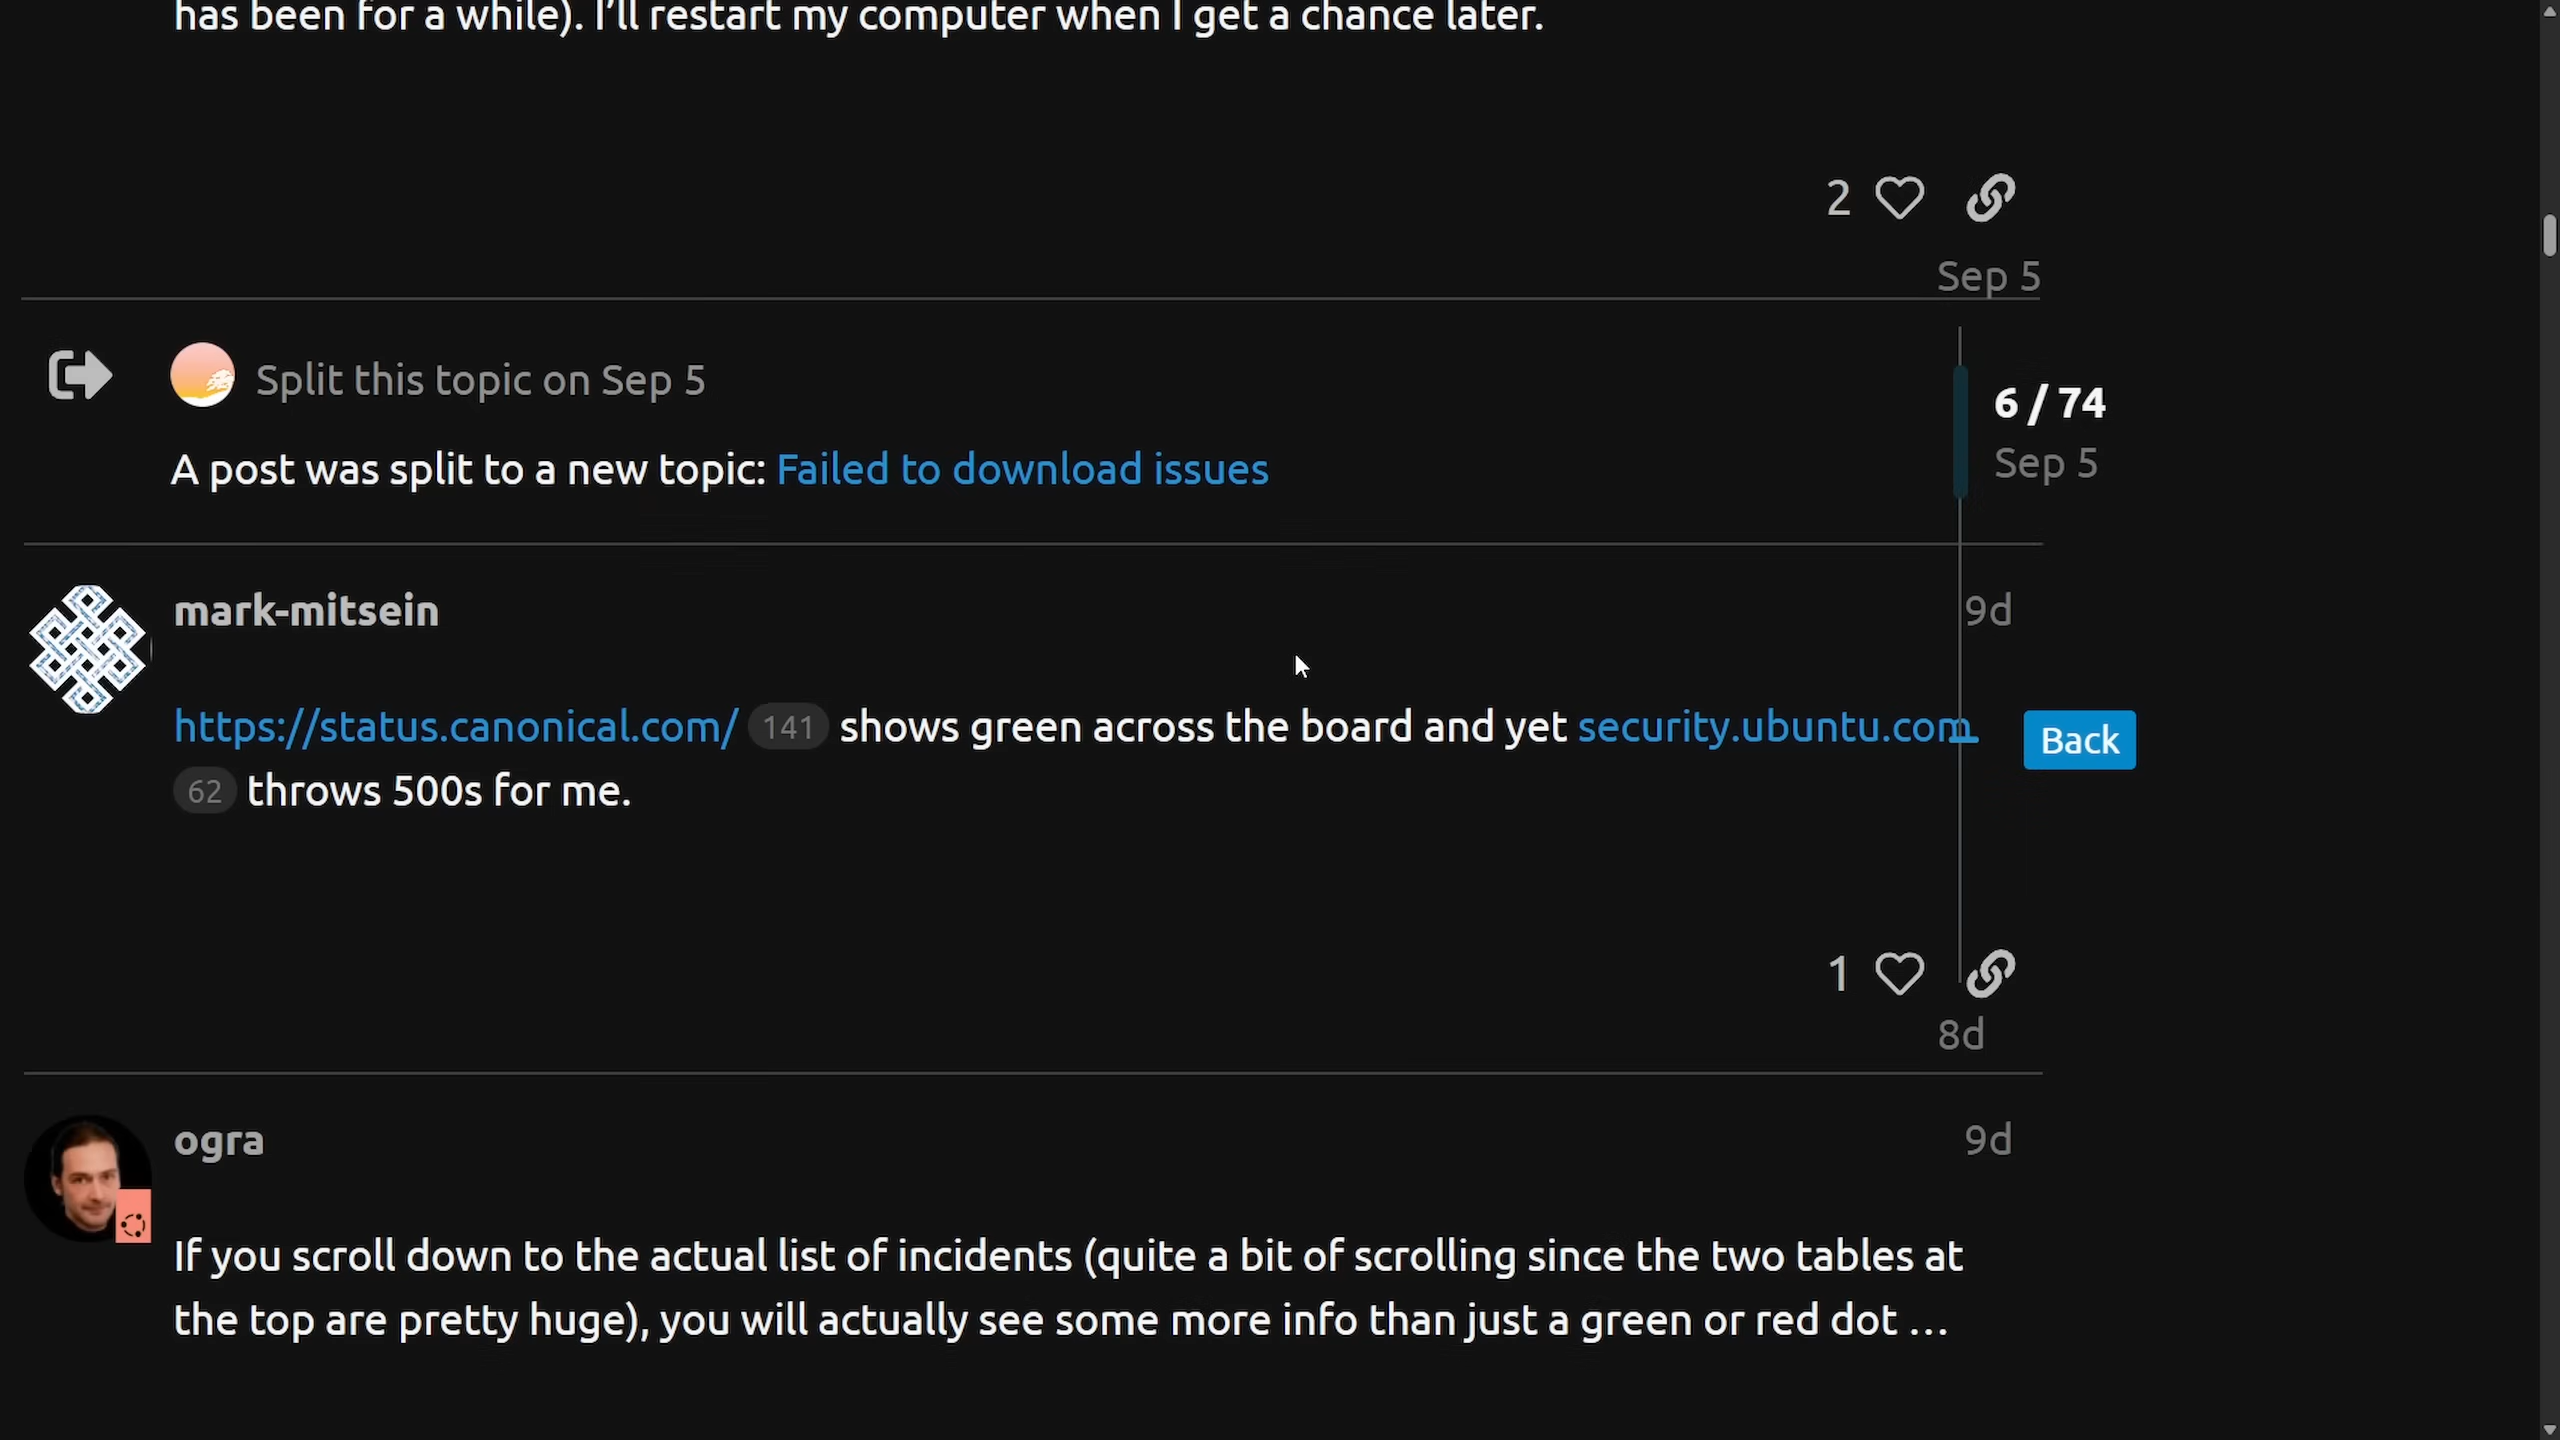 has been for a while). I’ll restart my computer when I get a chance later.
2
Sep 5
Split this topic on Sep 5
6 / 74
Sep 5
A post was split to a new topic: Failed to download issues
mark-mitsein
9d
https://status.canonical.com/ 141 shows green across the board and yet security.ubuntu.com
Back
62 throws 500s for me.
1
8d
ogra
9d
If you scroll down to the actual list of incidents (quite a bit of scrolling since the two tables at
the top are pretty huge), you will actually see some more info than just a green or red dot …